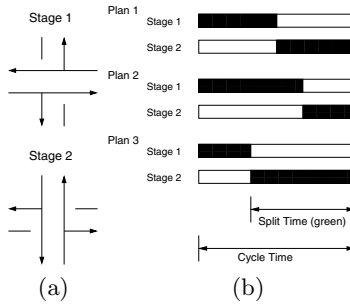 Stage 1
Stage 2
(a)
Plan 1
Stage 1
Stage 2
Plan 2
Stage 1
Stage 2
Plan 3
Stage 1
Stage 2
Split Time (green)
Cycle Time
(b)